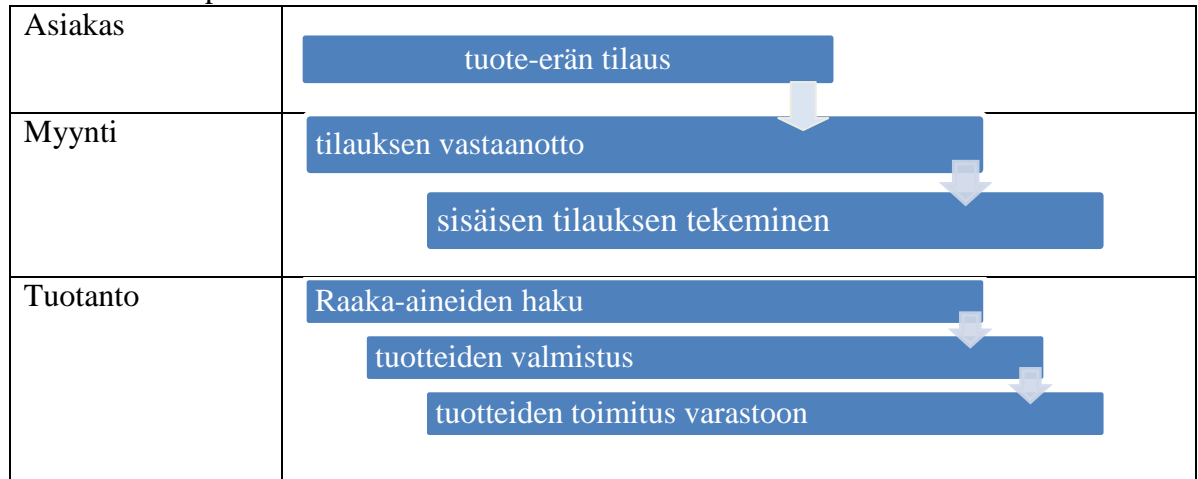 Asiakas
tuote-erän tilaus
Myynti
tilauksen vastaanotto
sisäisen tilauksen tekeminen
Tuotanto
Raaka-aineiden haku
tuotteiden valmistus
tuotteiden toimitus varastoon